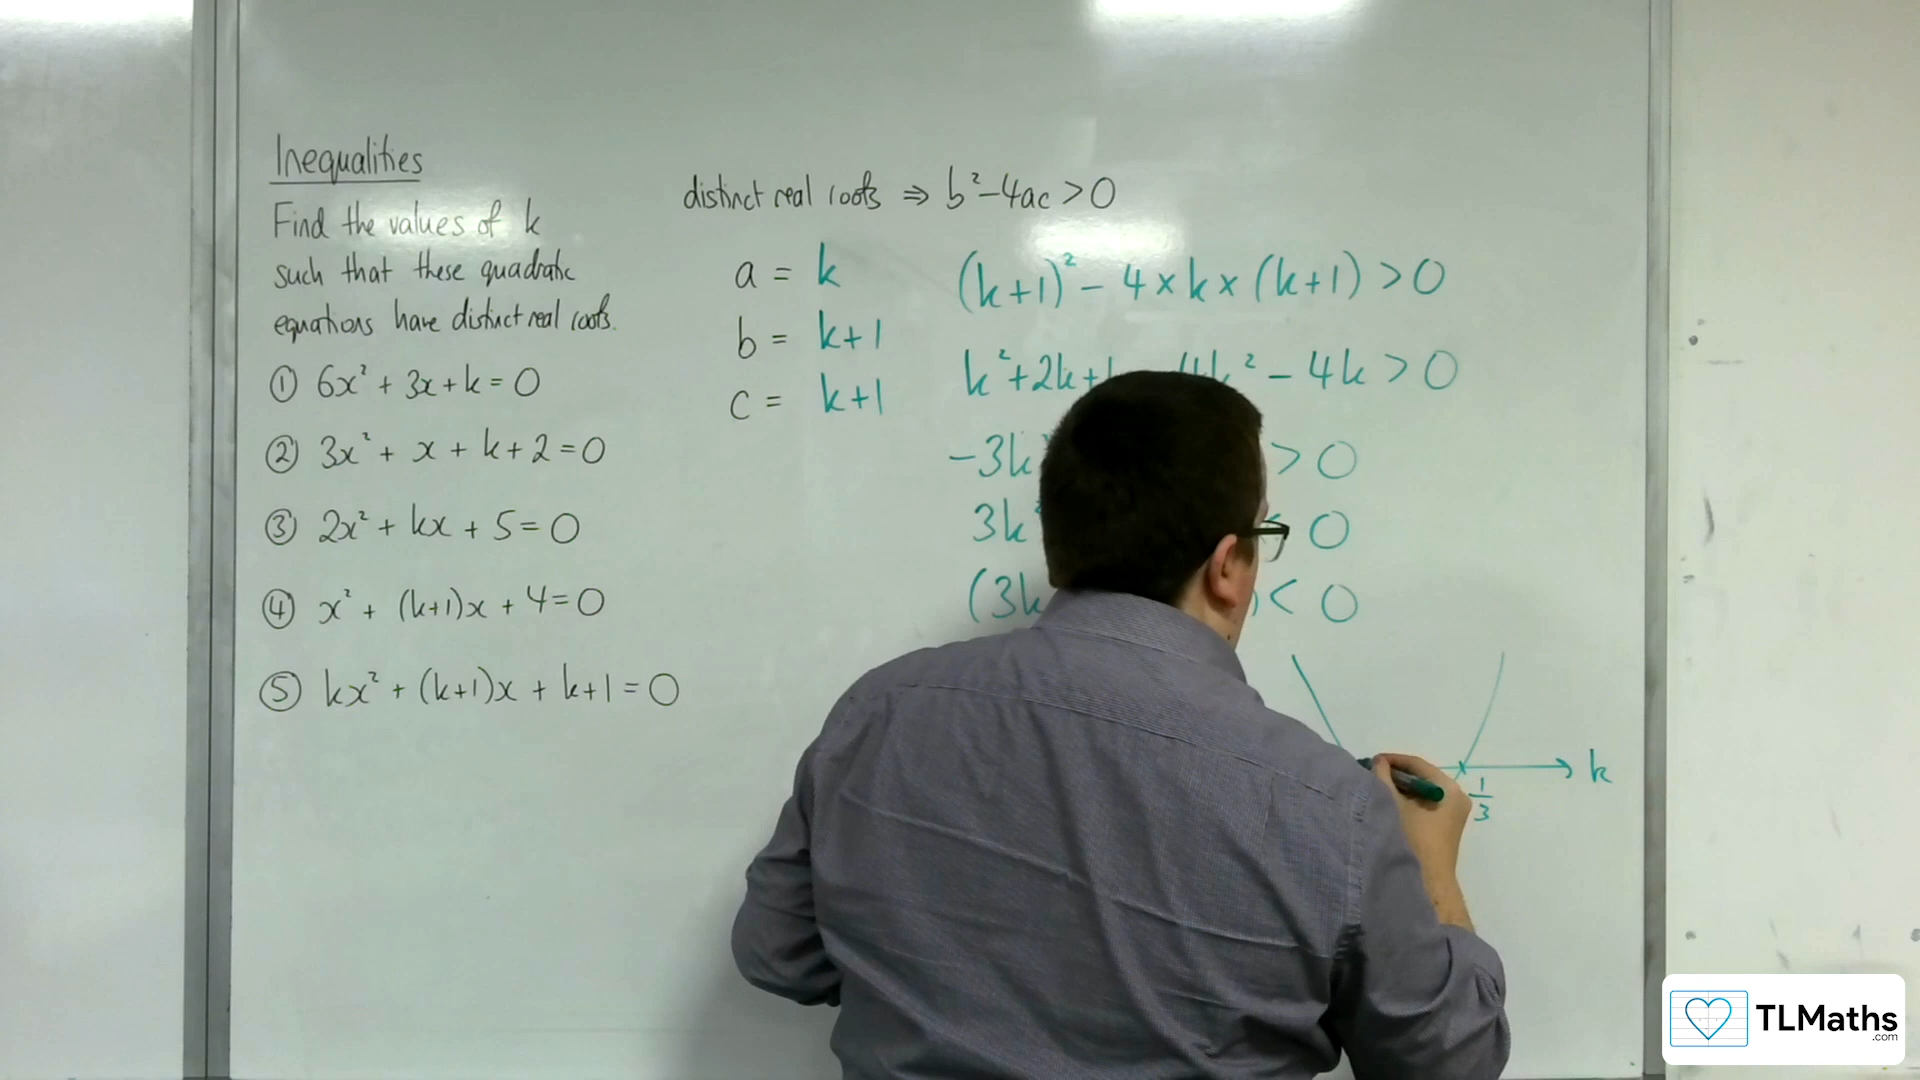 Inequalities
Find the values of k
such that these quadratic
equations have distinct real roots.
① 6x² + 3x + k = 0
② 3x² + x + k + 2 = 0
③ 2x² + kx + 5 = 0
④ x² + (k+1)x + 4 = 0
⑤ kx² + (k+1)x + k+1 = 0
distinct real roots ⇒ b² - 4ac > 0
a = k
b = k+1
c = k+1
(k+1)² - 4 × k × (k+1) > 0
k² + 2k + 4k² - 4k > 0
-3k > 0
3k 0
(3k ) < 0
k
1/3
TLMaths
.com